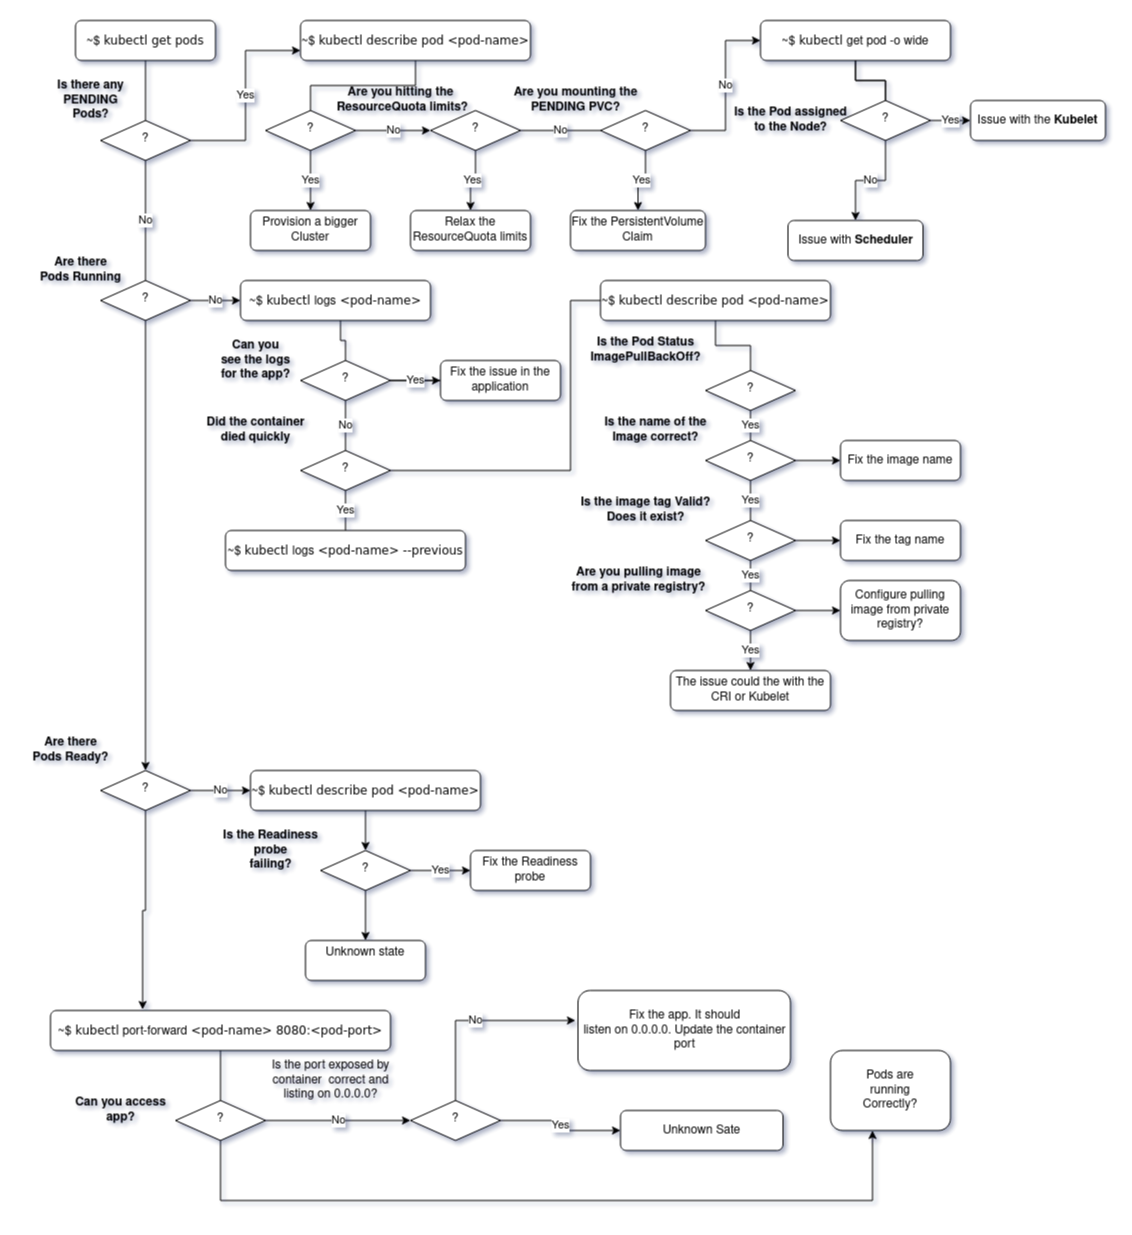 ~$ kubectl get pods
~$ kubectl describe pod <pod-name>
~$ kubectl get pod -o wide
Is there any
PENDING
Pods?
?
Yes
Are you hitting the
ResourceQuota limits?
?
No
?
Are you mounting the
PENDING PVC?
No
?
No
Is the Pod assigned
to the Node?
?
Yes
Issue with the Kubelet
Yes
Provision a bigger
Cluster
Yes
Relax the
ResourceQuota limits
Yes
Fix the PersistentVolume
Claim
No
Issue with Scheduler
No
Are there
Pods Running
?
No
~$ kubectl logs <pod-name>
~$ kubectl describe pod <pod-name>
Can you
see the logs
for the app?
?
Yes
Fix the issue in the
application
No
Did the container
died quickly
?
Yes
~$ kubectl logs <pod-name> --previous
Is the Pod Status
ImagePullBackOff?
?
Yes
Is the name of the
Image correct?
?
Fix the image name
Yes
Is the image tag Valid?
Does it exist?
?
Fix the tag name
Yes
Are you pulling image
from a private registry?
?
Configure pulling
image from private
registry?
Yes
The issue could the with the
CRI or Kubelet
Are there
Pods Ready?
?
No
~$ kubectl describe pod <pod-name>
Is the Readiness
probe
failing?
?
Yes
Fix the Readiness
probe
Unknown state
~$ kubectl port-forward <pod-name> 8080:<pod-port>
Can you access
app?
?
Is the port exposed by
container correct and
listing on 0.0.0.0?
No
?
No
Fix the app. It should
listen on 0.0.0.0. Update the container
port
Yes
Unknown Sate
Pods are
running
Correctly?